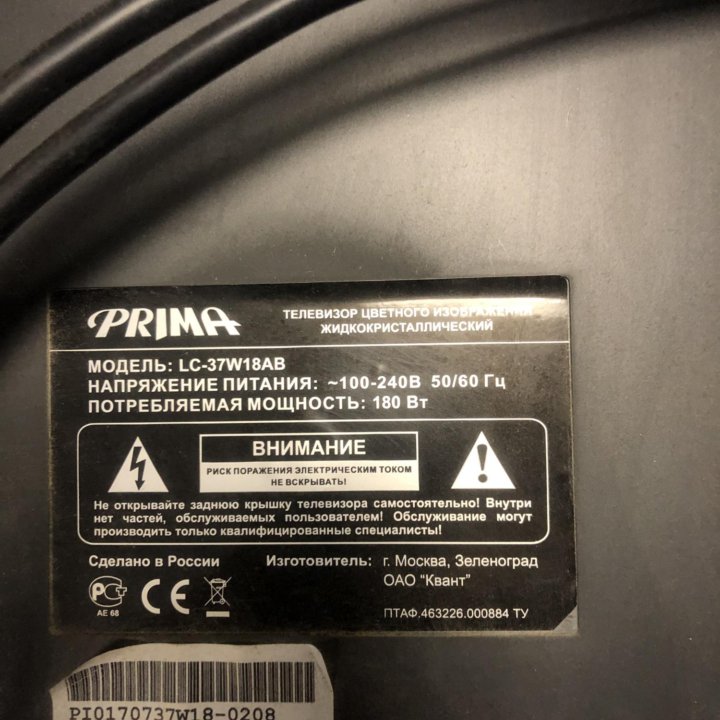 PRIMA
ТЕЛЕВИЗОР ЦВЕТНОГО ИЗОБРАЖЕНИЯ
ЖИДКОКРИСТАЛЛИЧЕСКИЙ
МОДЕЛЬ: LC-37W18AB
НАПРЯЖЕНИЕ ПИТАНИЯ: ~100-240В 50/60 Гц
ПОТРЕБЛЯЕМАЯ МОЩНОСТЬ: 180 Вт
ВНИМАНИЕ
РИСК ПОРАЖЕНИЯ ЭЛЕКТРИЧЕСКИМ ТОКОМ
НЕ ВСКРЫВАТЬ!
Не открывайте заднюю крышку телевизора самостоятельно! Внутри
нет частей, обслуживаемых пользователем! Обслуживание могут
производить только квалифицированные специалисты!
Сделано в России
Изготовитель: г. Москва, Зеленоград
ОАО "Квант"
РСТ
АЕ 68
CE
ПТАФ.463226.000884 ТУ
PI0170737W18-0208